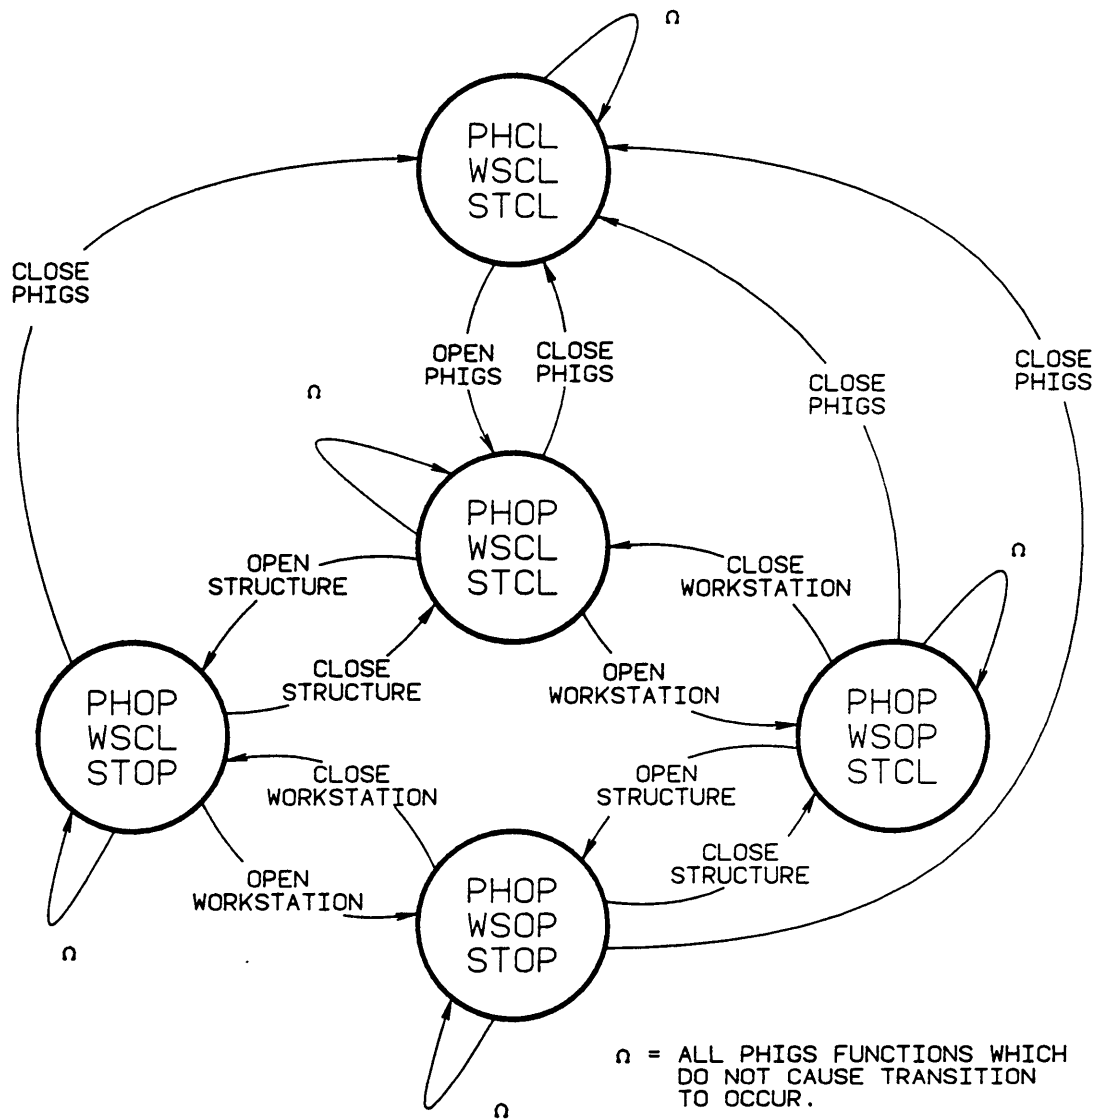 Ω
PHCL
WSCL
STCL
CLOSE
PHIGS
OPEN
PHIGS
CLOSE
PHIGS
CLOSE
PHIGS
CLOSE
PHIGS
Ω
PHOP
WSCL
STCL
Ω
OPEN
STRUCTURE
CLOSE
WORKSTATION
CLOSE
STRUCTURE
OPEN
WORKSTATION
PHOP
WSCL
STOP
PHOP
WSOP
STCL
CLOSE
WORKSTATION
OPEN
STRUCTURE
OPEN
WORKSTATION
CLOSE
STRUCTURE
PHOP
WSOP
STOP
Ω
Ω
Ω = ALL PHIGS FUNCTIONS WHICH
DO NOT CAUSE TRANSITION
TO OCCUR.